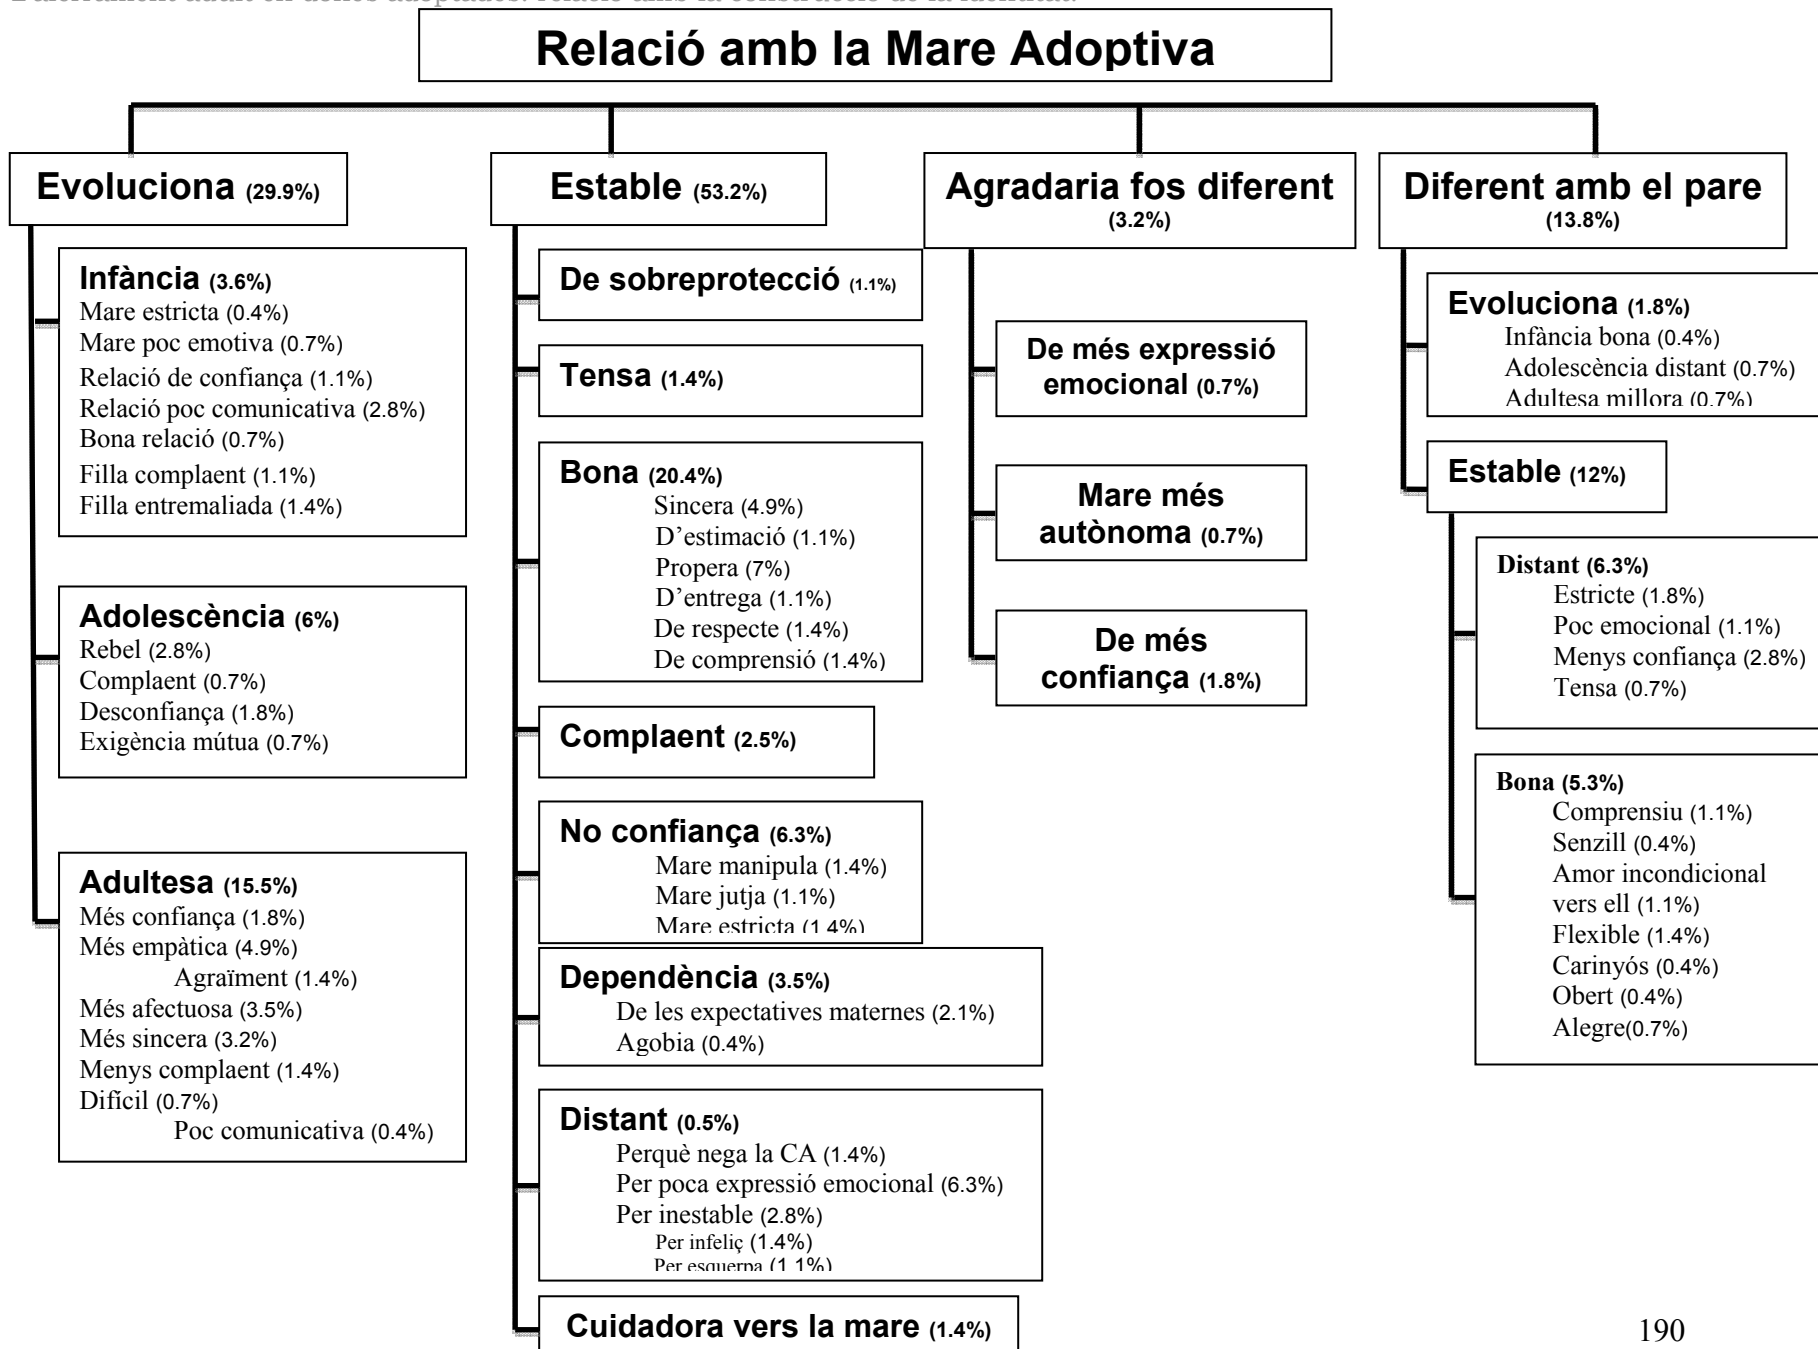 Relació amb la Mare Adoptiva
Evoluciona (29.9%)
Infància (3.6%)
Mare estricta (0.4%)
Mare poc emotiva (0.7%)
Relació de confiança (1.1%)
Relació poc comunicativa (2.8%)
Bona relació (0.7%)
Filla complaent (1.1%)
Filla entremaliada (1.4%)
Adolescència (6%)
Rebel (2.8%)
Complaent (0.7%)
Desconfiança (1.8%)
Exigència mútua (0.7%)
Adultesa (15.5%)
Més confiança (1.8%)
Més empàtica (4.9%)
Agraïment (1.4%)
Més afectuosa (3.5%)
Més sincera (3.2%)
Menys complaent (1.4%)
Difícil (0.7%)
Poc comunicativa (0.4%)
Estable (53.2%)
De sobreprotecció (1.1%)
Tensa (1.4%)
Bona (20.4%)
Sincera (4.9%)
D’estimació (1.1%)
Propera (7%)
D’entrega (1.1%)
De respecte (1.4%)
De comprensió (1.4%)
Complaent (2.5%)
No confiança (6.3%)
Mare manipula (1.4%)
Mare jutja (1.1%)
Mare estricta (1.4%)
Dependència (3.5%)
De les expectatives maternes (2.1%)
Agobia (0.4%)
Distant (0.5%)
Perquè nega la CA (1.4%)
Per poca expressió emocional (6.3%)
Per inestable (2.8%)
Per infeliç (1.4%)
Per esquerpa (1.1%)
Cuidadora vers la mare (1.4%)
Agradaria fos diferent
(3.2%)
De més expressió
emocional (0.7%)
Mare més
autònoma (0.7%)
De més
confiança (1.8%)
Diferent amb el pare
(13.8%)
Evoluciona (1.8%)
Infància bona (0.4%)
Adolescència distant (0.7%)
Adultesa millora (0.7%)
Estable (12%)
Distant (6.3%)
Estricte (1.8%)
Poc emocional (1.1%)
Menys confiança (2.8%)
Tensa (0.7%)
Bona (5.3%)
Comprensiu (1.1%)
Senzill (0.4%)
Amor incondicional
vers ell (1.1%)
Flexible (1.4%)
Carinyós (0.4%)
Obert (0.4%)
Alegre(0.7%)
190